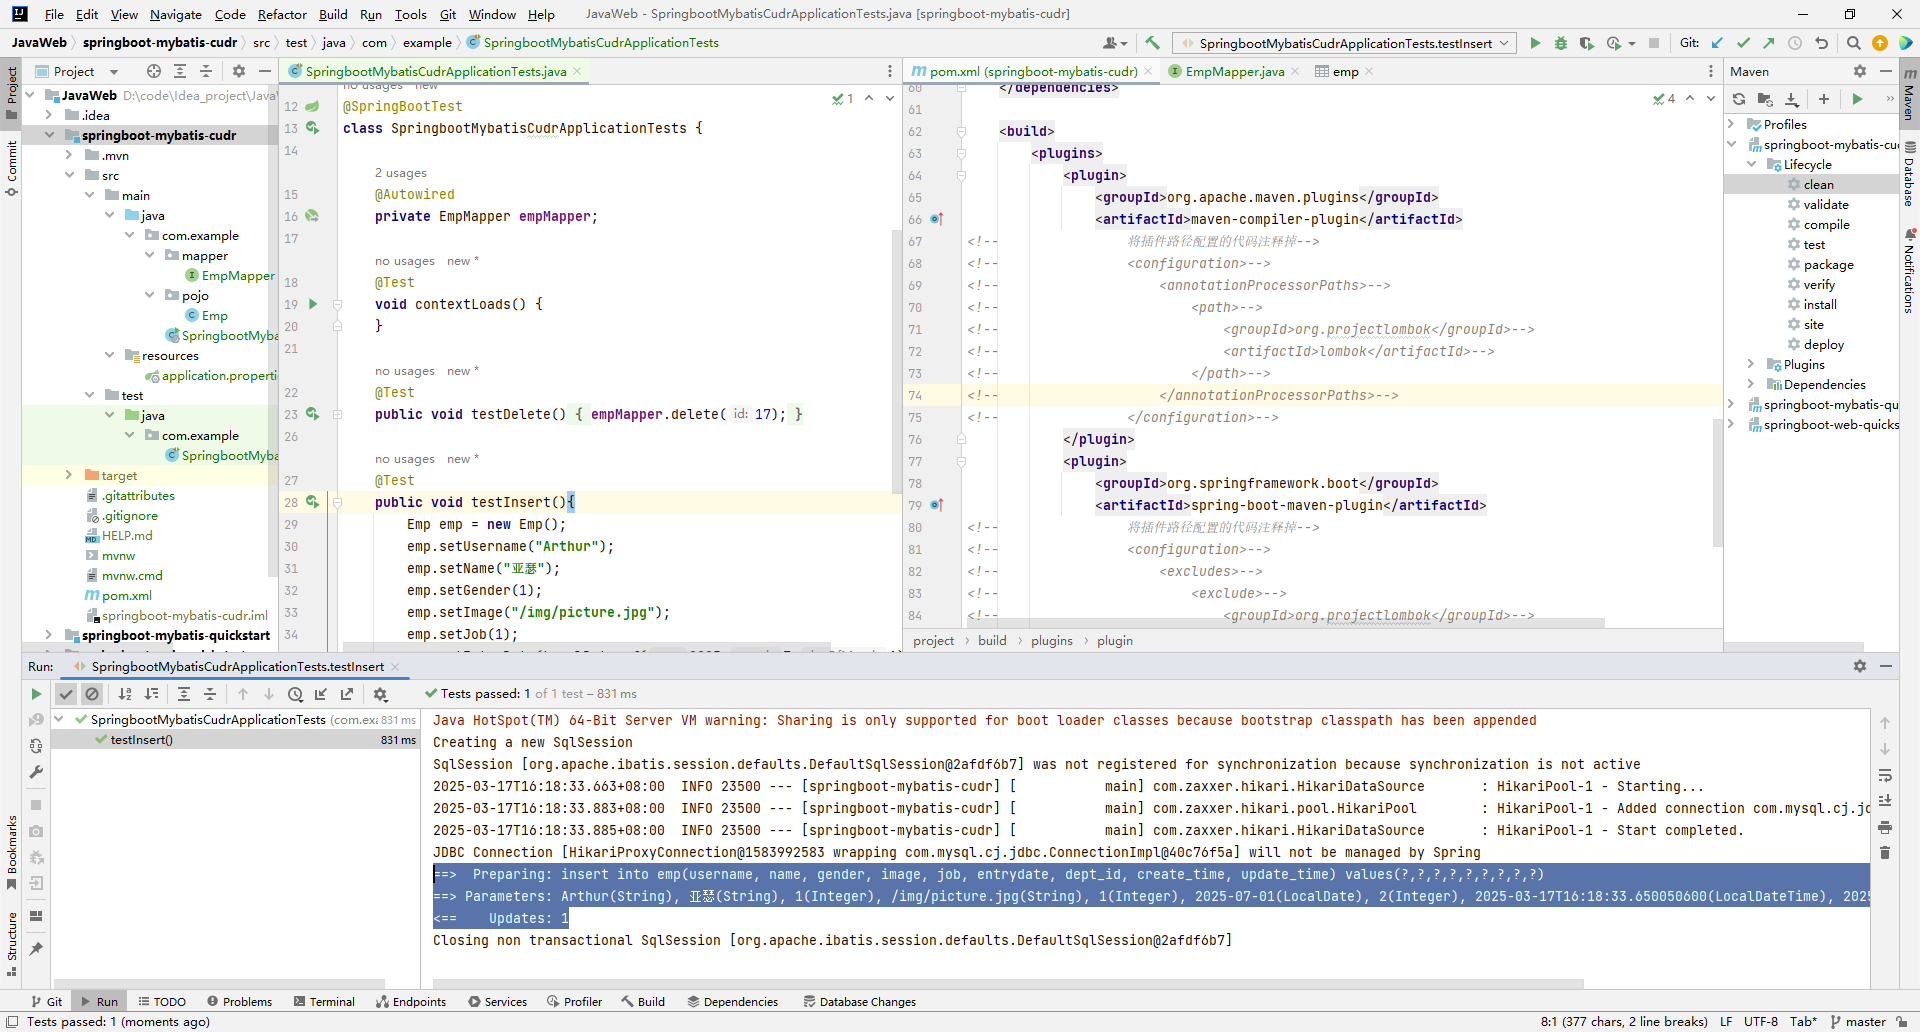 File Edit View Navigate Code Refactor Build Run Tools Git Window Help JavaWeb - SpringbootMybatisCudrApplicationTests.java [springboot-mybatis-cudr]
JavaWeb springboot-mybatis-cudr src test java com example SpringbootMybatisCudrApplicationTests
SpringbootMybatisCudrApplicationTests.testInsert Git:
Project
JavaWeb D:\code\Idea_project\Java
.idea
springboot-mybatis-cudr
.mvn
src
main
java
com.example
mapper
EmpMapper
pojo
Emp
SpringbootMyba
resources
application.properti
test
java
com.example
SpringbootMyba
target
.gitattributes
.gitignore
HELP.md
mvnw
mvnw.cmd
pom.xml
springboot-mybatis-cudr.iml
springboot-mybatis-quickstart
Project
Commit
Bookmarks
Structure
SpringbootMybatisCudrApplicationTests.java
no usages new *
1
12 @SpringBootTest
13 class SpringbootMybatisCudrApplicationTests {
14
2 usages
15 @Autowired
16 private EmpMapper empMapper;
17
no usages new *
18 @Test
19 void contextLoads() {
20 }
21
no usages new *
22 @Test
23 public void testDelete() { empMapper.delete( id: 17); }
26
no usages new *
27 @Test
28 public void testInsert(){
29 Emp emp = new Emp();
30 emp.setUsername("Arthur");
31 emp.setName("亚瑟");
32 emp.setGender(1);
33 emp.setImage("/img/picture.jpg");
34 emp.setJob(1);
pom.xml (springboot-mybatis-cudr) EmpMapper.java emp
4
60 </dependencies>
61
62 <build>
63 <plugins>
64 <plugin>
65 <groupId>org.apache.maven.plugins</groupId>
66 <artifactId>maven-compiler-plugin</artifactId>
67 <!-- 将插件路径配置的代码注释掉-->
68 <!-- <configuration>-->
69 <!-- <annotationProcessorPaths>-->
70 <!-- <path>-->
71 <!-- <groupId>org.projectlombok</groupId>-->
72 <!-- <artifactId>lombok</artifactId>-->
73 <!-- </path>-->
74 <!-- </annotationProcessorPaths>-->
75 <!-- </configuration>-->
76 </plugin>
77 <plugin>
78 <groupId>org.springframework.boot</groupId>
79 <artifactId>spring-boot-maven-plugin</artifactId>
80 <!-- 将插件路径配置的代码注释掉-->
81 <!-- <configuration>-->
82 <!-- <excludes>-->
83 <!-- <exclude>-->
84 <!-- <groupId>org.projectlombok</groupId>-->
project build plugins plugin
Maven
Profiles
springboot-mybatis-cu
Lifecycle
clean
validate
compile
test
package
verify
install
site
deploy
Plugins
Dependencies
springboot-mybatis-qu
springboot-web-quicks
Maven
Database
Notifications
Run: SpringbootMybatisCudrApplicationTests.testInsert
Tests passed: 1 of 1 test – 831 ms
SpringbootMybatisCudrApplicationTests (com.exa 831 ms
testInsert() 831 ms
Java HotSpot(TM) 64-Bit Server VM warning: Sharing is only supported for boot loader classes because bootstrap classpath has been appended
Creating a new SqlSession
SqlSession [org.apache.ibatis.session.defaults.DefaultSqlSession@2afdf6b7] was not registered for synchronization because synchronization is not active
2025-03-17T16:18:33.663+08:00 INFO 23500 --- [springboot-mybatis-cudr] [ main] com.zaxxer.hikari.HikariDataSource : HikariPool-1 - Starting...
2025-03-17T16:18:33.883+08:00 INFO 23500 --- [springboot-mybatis-cudr] [ main] com.zaxxer.hikari.pool.HikariPool : HikariPool-1 - Added connection com.mysql.cj.jd
2025-03-17T16:18:33.885+08:00 INFO 23500 --- [springboot-mybatis-cudr] [ main] com.zaxxer.hikari.HikariDataSource : HikariPool-1 - Start completed.
JDBC Connection [HikariProxyConnection@1583992583 wrapping com.mysql.cj.jdbc.ConnectionImpl@40c76f5a] will not be managed by Spring
==> Preparing: insert into emp(username, name, gender, image, job, entrydate, dept_id, create_time, update_time) values(?,?,?,?,?,?,?,?,?)
==> Parameters: Arthur(String), 亚瑟(String), 1(Integer), /img/picture.jpg(String), 1(Integer), 2025-07-01(LocalDate), 2(Integer), 2025-03-17T16:18:33.650050600(LocalDateTime), 2025
<== Updates: 1
Closing non transactional SqlSession [org.apache.ibatis.session.defaults.DefaultSqlSession@2afdf6b7]
Git Run TODO Problems Terminal Endpoints Services Profiler Build Dependencies Database Changes
Tests passed: 1 (moments ago) 8:1 (377 chars, 2 line breaks) LF UTF-8 Tab* master